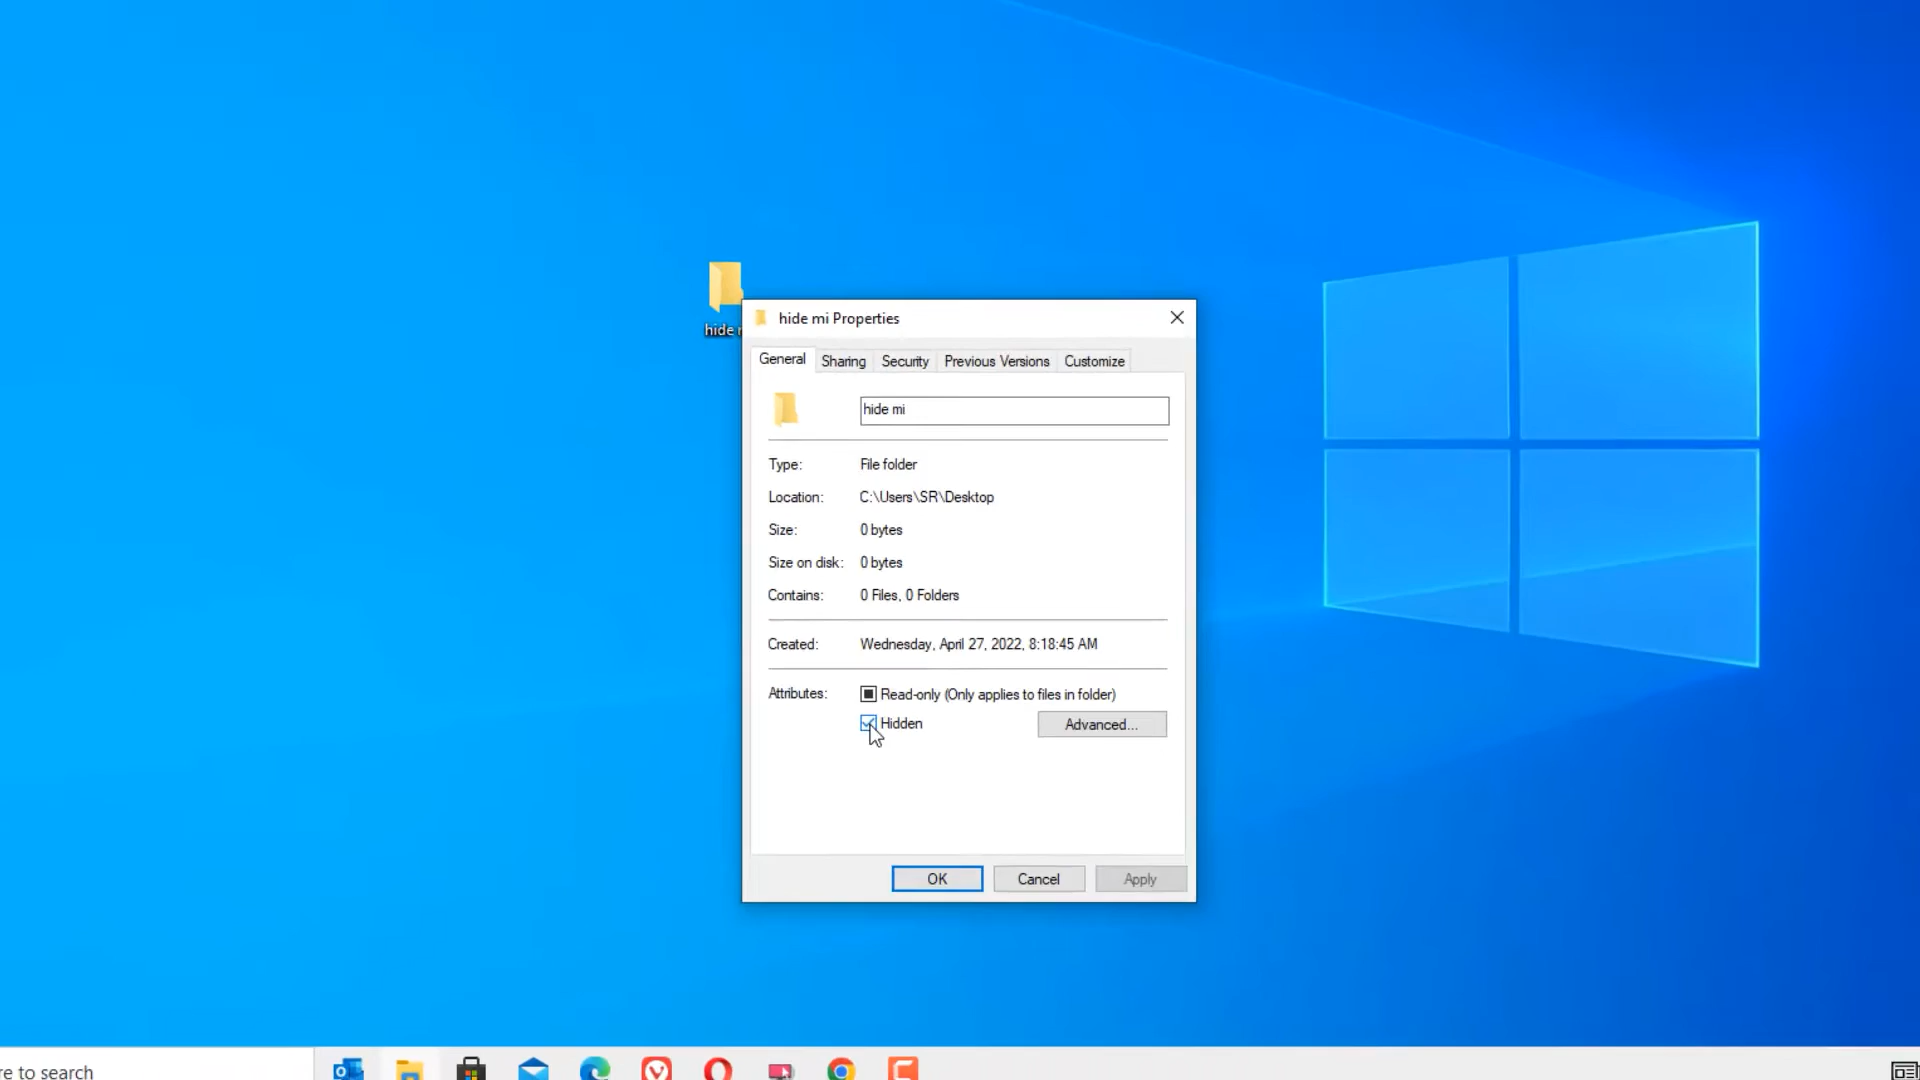 hide
hide mi Properties
General Sharing Security Previous Versions Customize
hide mi
Type: File folder
Location: C:\Users\SR\Desktop
Size: 0 bytes
Size on disk: 0 bytes
Contains: 0 Files, 0 Folders
Created: Wednesday, April 27, 2022, 8:18:45 AM
Attributes: Read-only (Only applies to files in folder)
Hidden Advanced...
OK Cancel Apply
to search